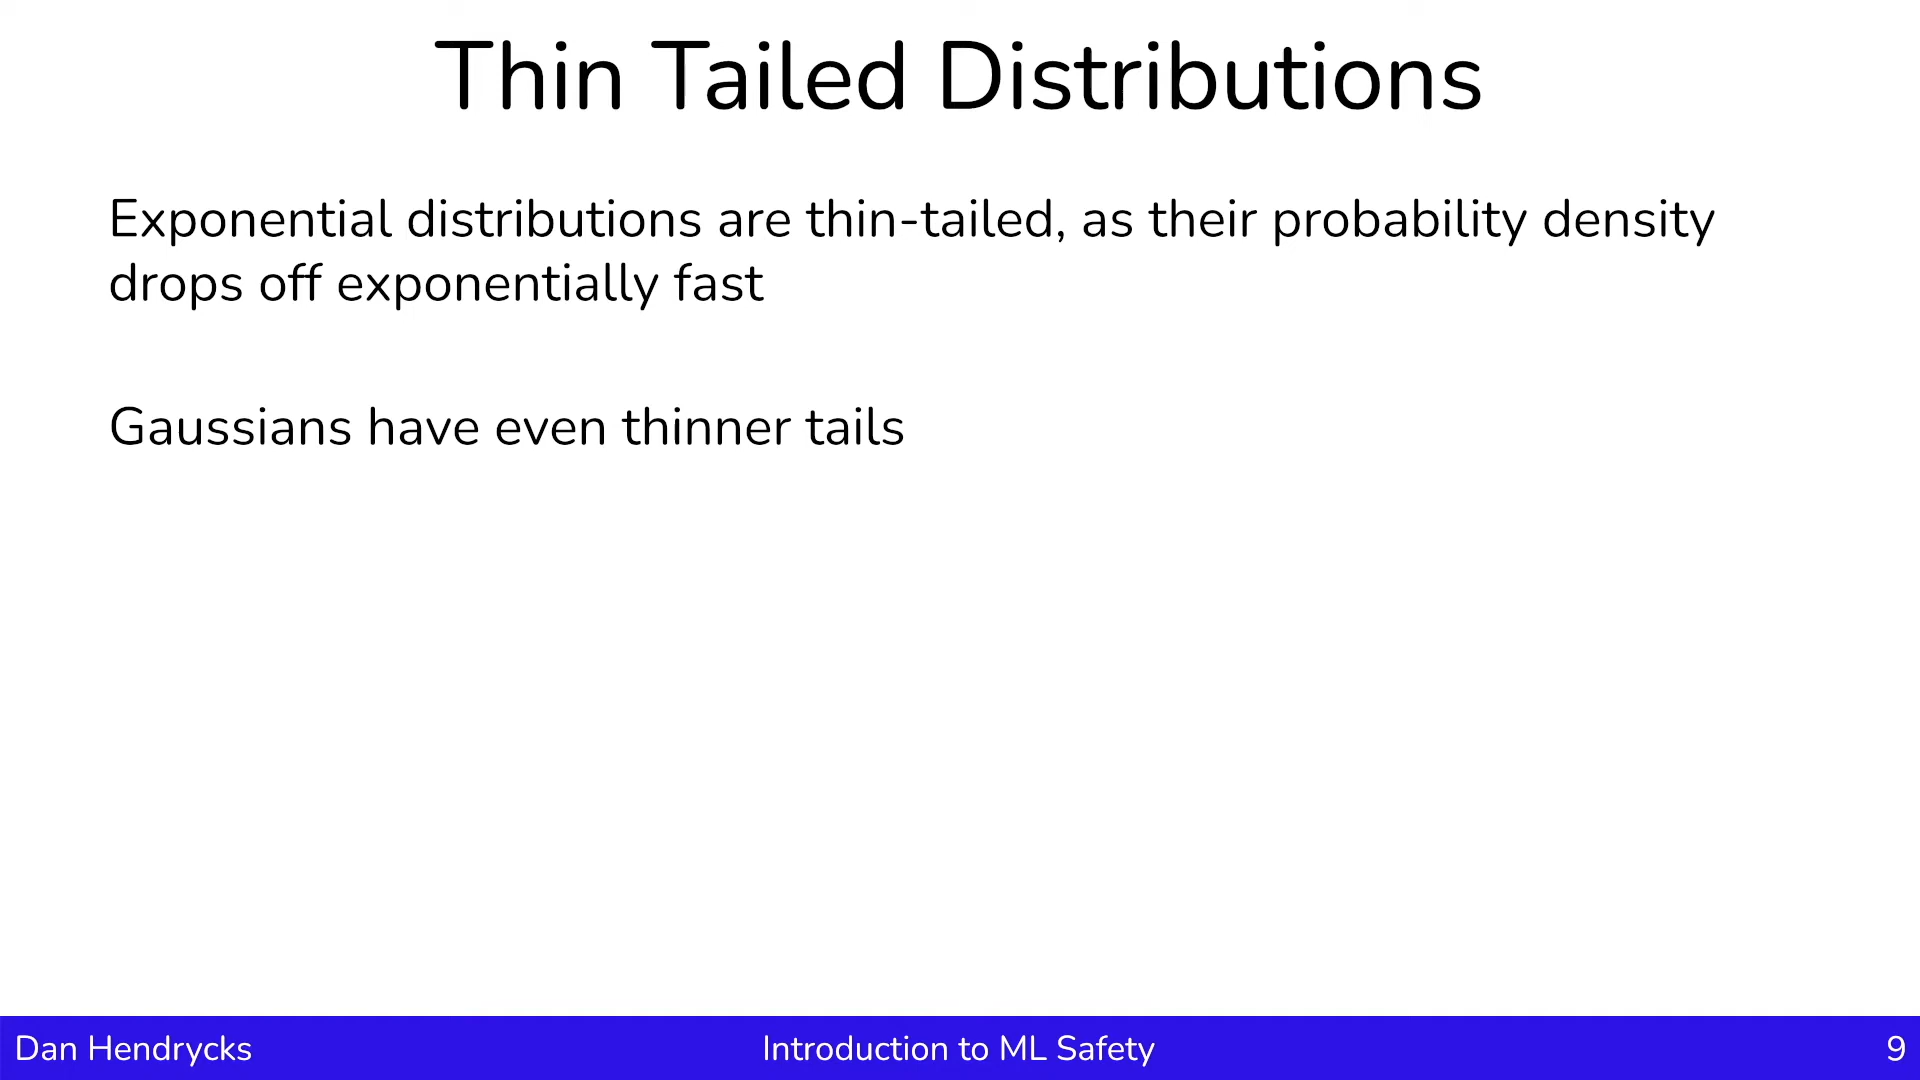 Thin Tailed Distributions
Exponential distributions are thin-tailed, as their probability density
drops off exponentially fast
Gaussians have even thinner tails
Dan Hendrycks
Introduction to ML Safety
9